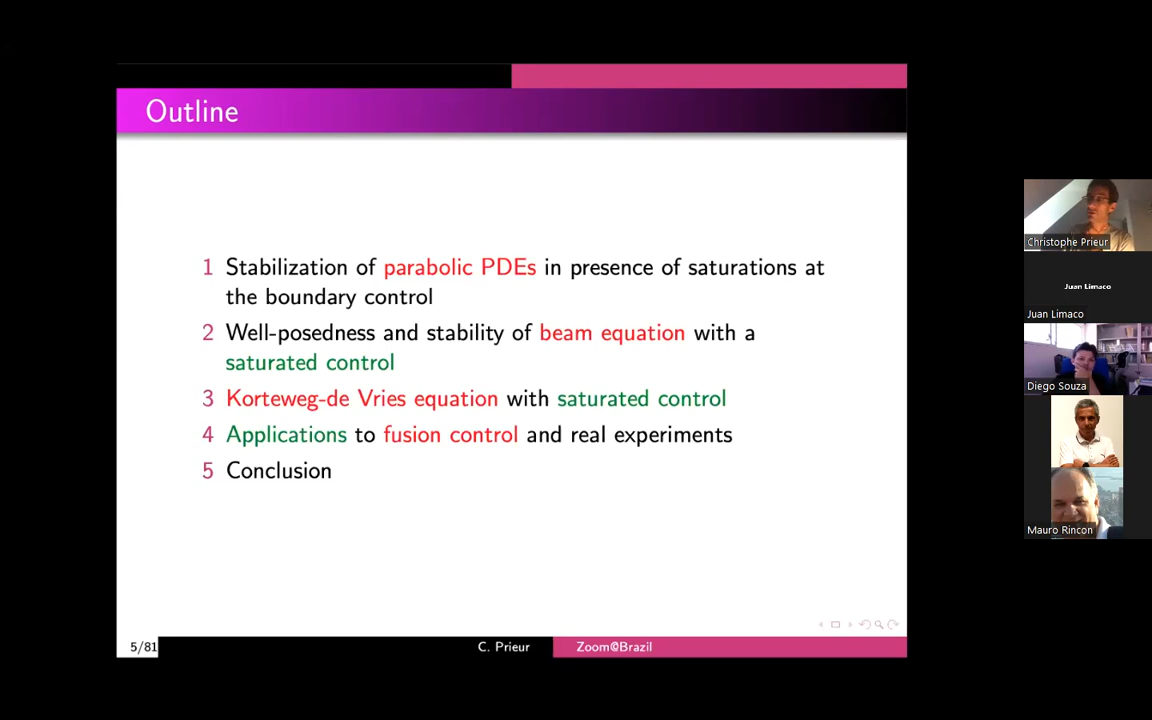 Outline
1 Stabilization of parabolic PDEs in presence of saturations at
the boundary control
2 Well-posedness and stability of beam equation with a
saturated control
3 Korteweg-de Vries equation with saturated control
4 Applications to fusion control and real experiments
5 Conclusion
5/81
C. Prieur
Zoom@Brazil
Christophe Prieur
Juan Limaco
Juan Limaco
Diego Souza
Mauro Rincon